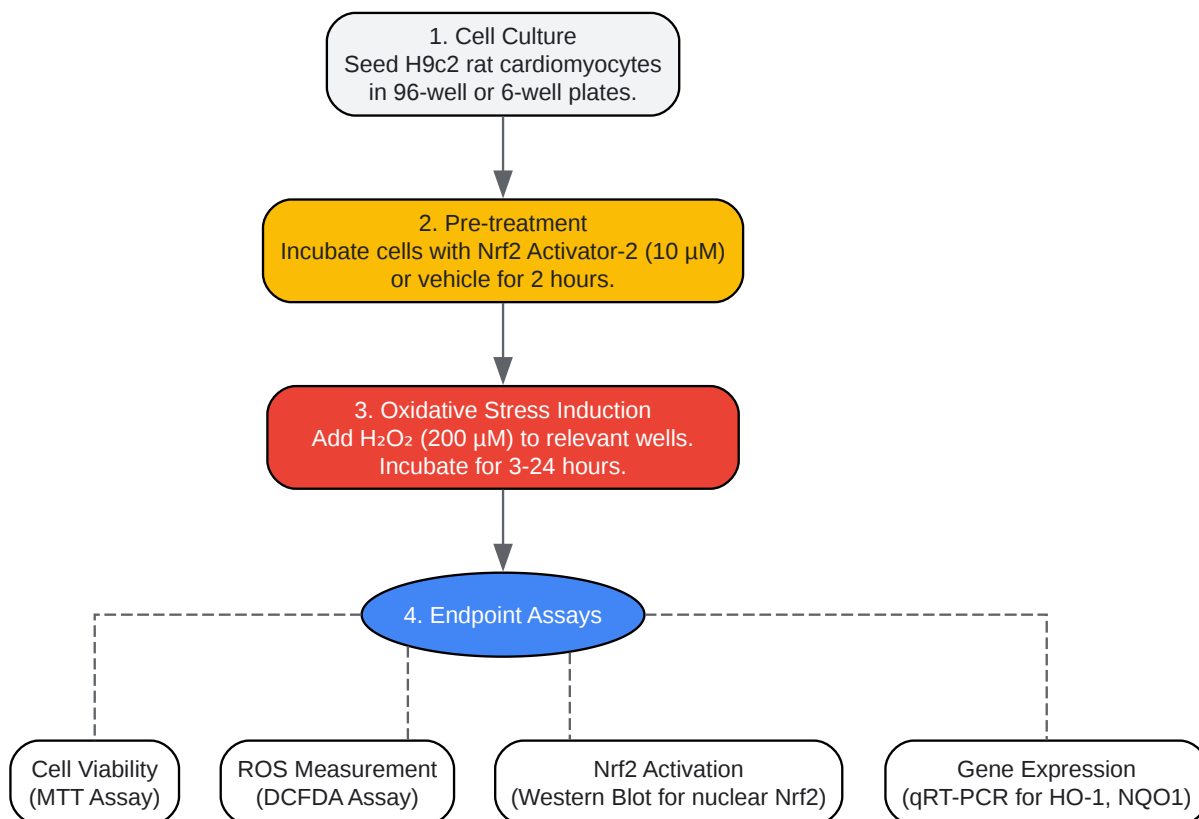 1. Cell Culture
Seed H9c2 rat cardiomyocytes
in 96-well or 6-well plates.
2. Pre-treatment
Incubate cells with Nrf2 Activator-2 (10 µM)
or vehicle for 2 hours.
3. Oxidative Stress Induction
Add H₂O₂ (200 µM) to relevant wells.
Incubate for 3-24 hours.
4. Endpoint Assays
Cell Viability
(MTT Assay)
ROS Measurement
(DCFDA Assay)
Nrf2 Activation
(Western Blot for nuclear Nrf2)
Gene Expression
(qRT-PCR for HO-1, NQO1)